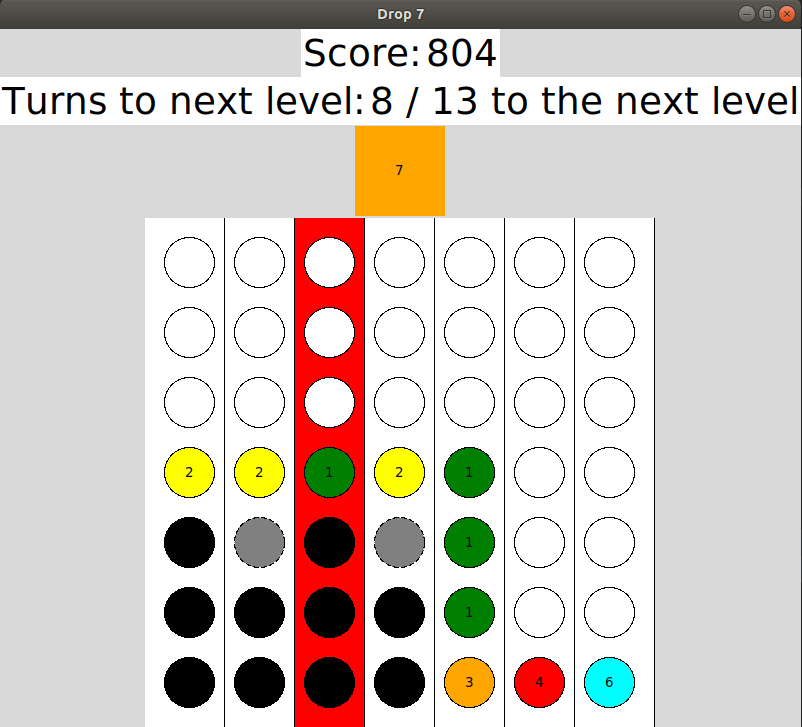 Drop 7
Score: 804
Turns to next level: 8 / 13 to the next level
7
2 2 1 2 1
1
1
3 4 6